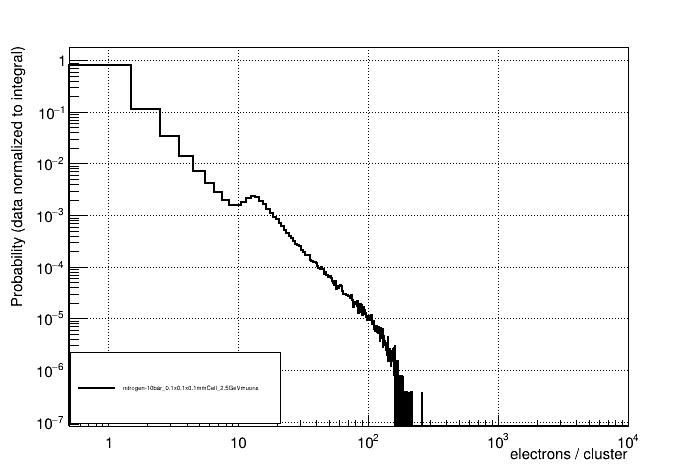 Probability (data normalized to integral)
1
10⁻¹
10⁻²
10⁻³
10⁻⁴
10⁻⁵
10⁻⁶
10⁻⁷
nitrogen-10bar_0.1x0.1x0.1mmCell_2.5GeVmuons
1 10 10² 10³ 10⁴
electrons / cluster